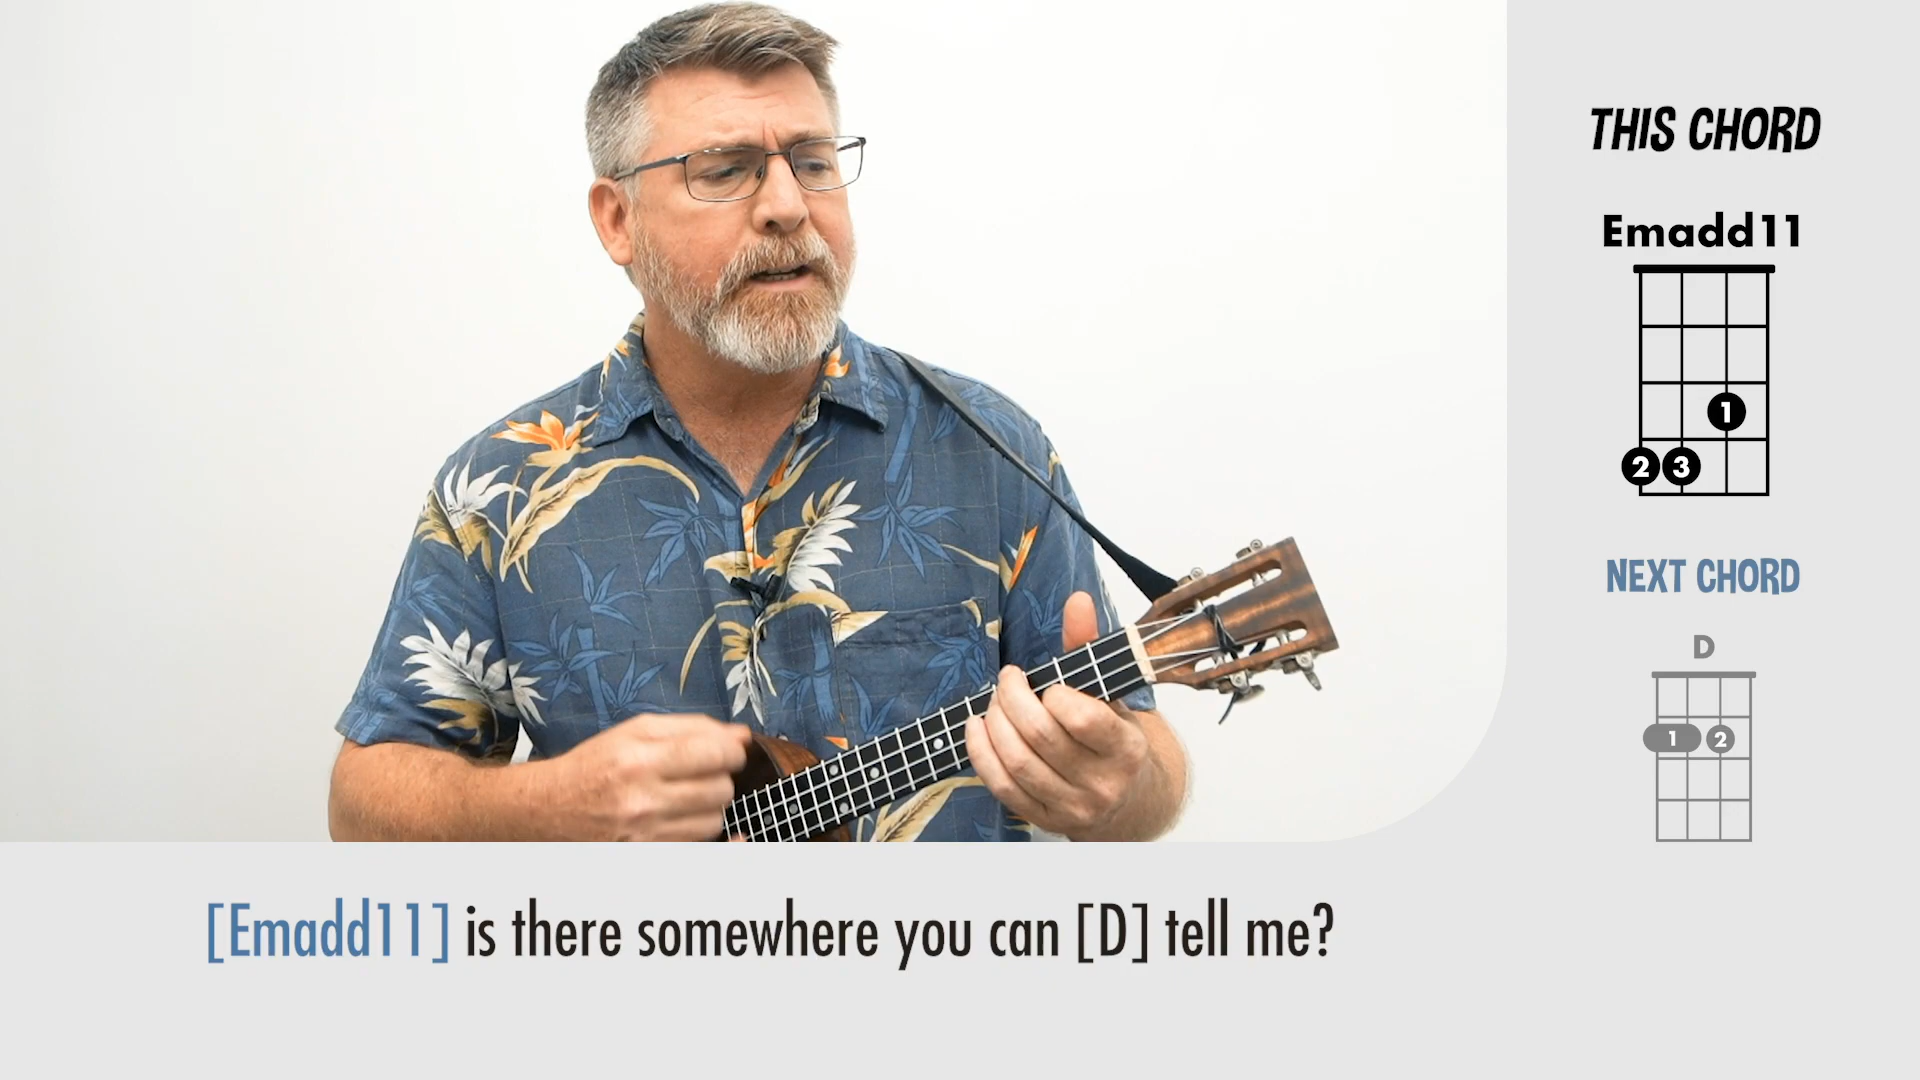 THIS CHORD
Emadd11
1
2 3
NEXT CHORD
D
1 2
[Emadd11] is there somewhere you can [D] tell me?